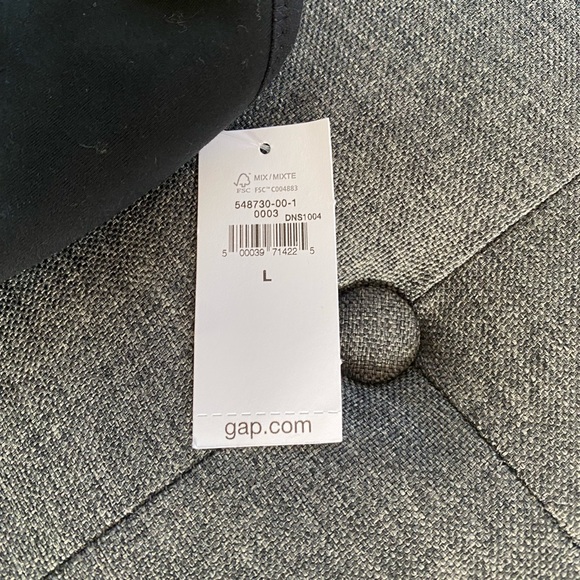 MIX/MIXTE
FSC
FSC™ C004883
548730-00-1
0003 DNS1004
5 00039 71422 5
L
gap.com